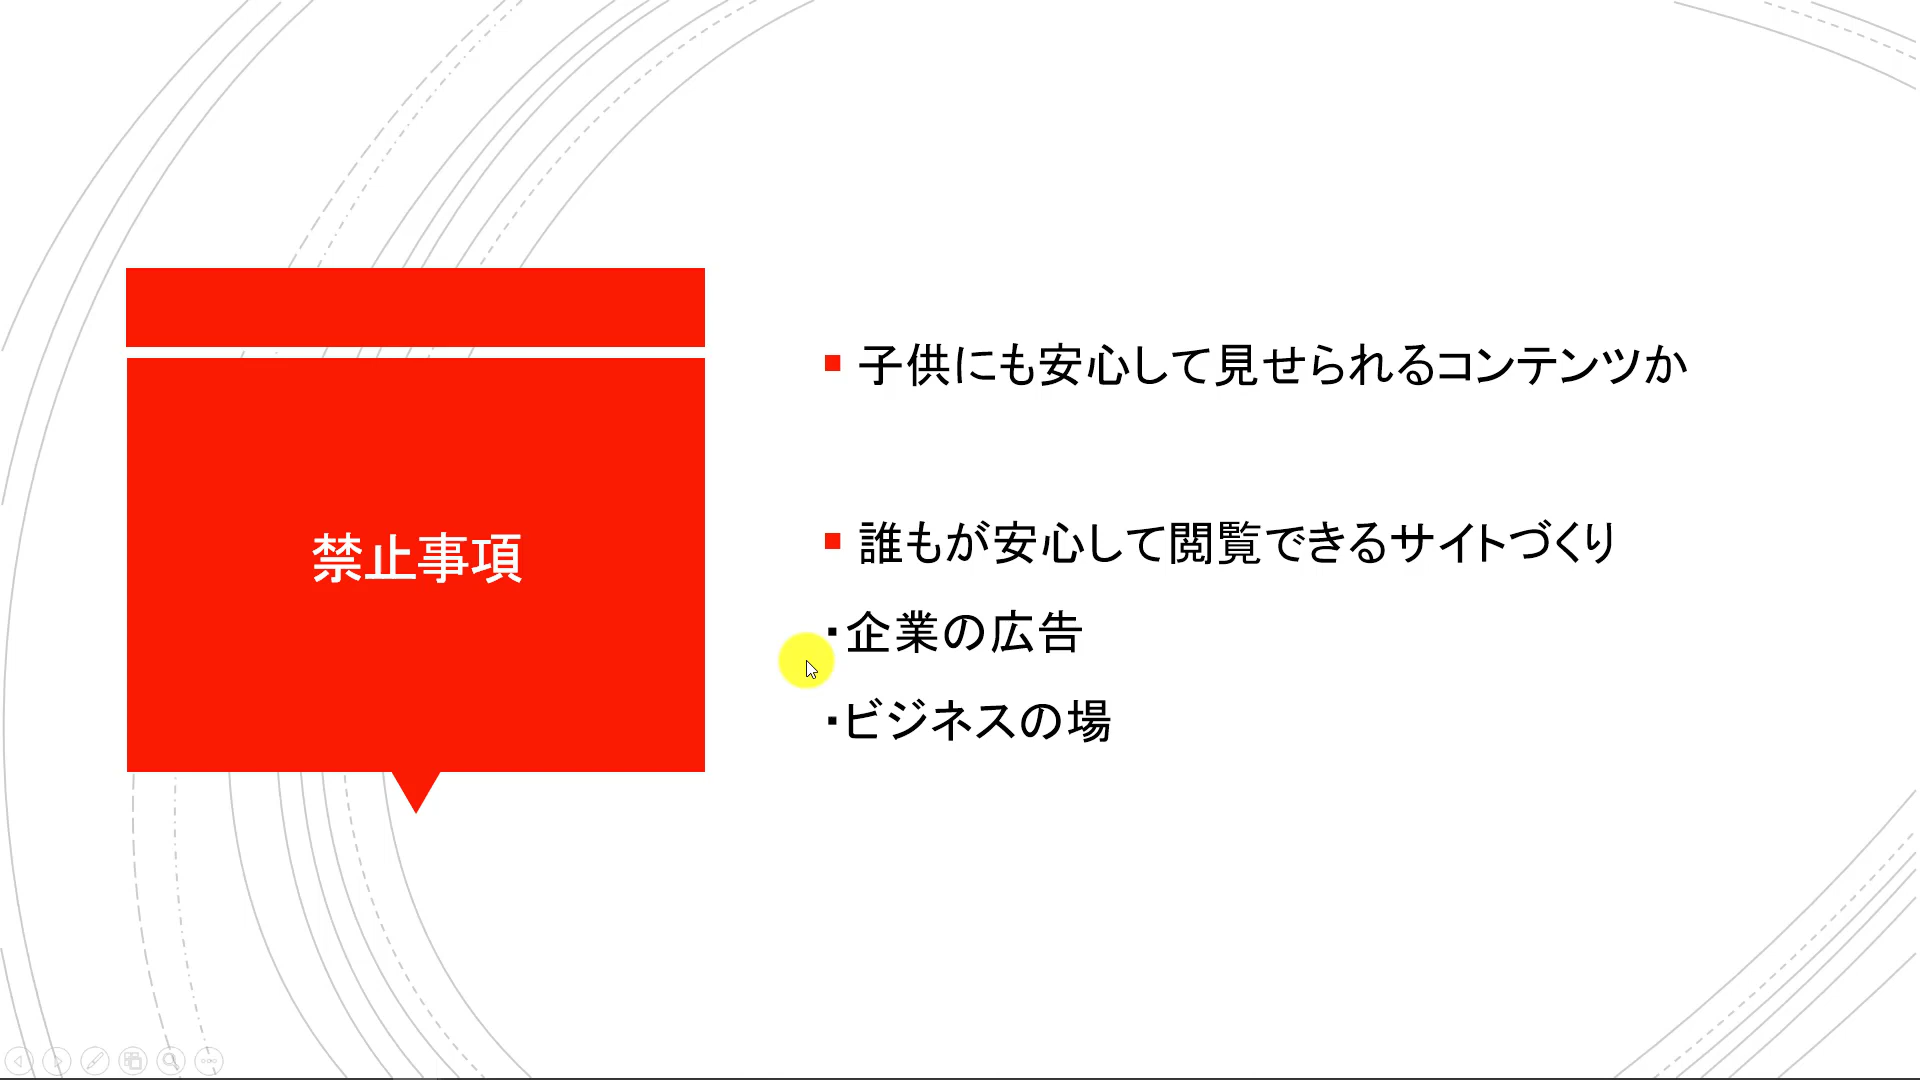 禁止事項
子供にも安心して見せられるコンテンツか
誰もが安心して閲覧できるサイトづくり
・企業の広告
・ビジネスの場